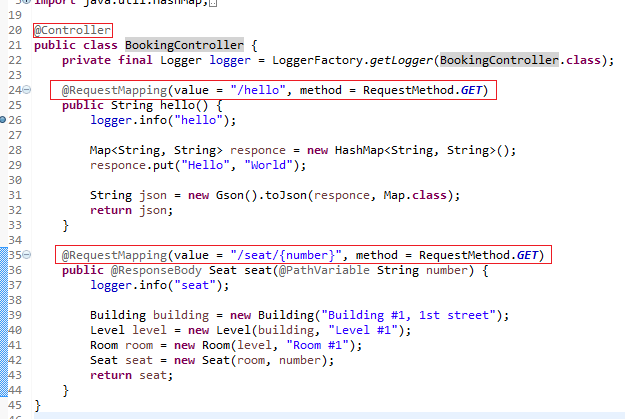 import java.util.HashMap;
19
20 @Controller
21 public class BookingController {
22     private final Logger logger = LoggerFactory.getLogger(BookingController.class);
23
24     @RequestMapping(value = "/hello", method = RequestMethod.GET)
25     public String hello() {
26         logger.info("hello");
27
28         Map<String, String> responce = new HashMap<String, String>();
29         responce.put("Hello", "World");
30
31         String json = new Gson().toJson(responce, Map.class);
32         return json;
33     }
34
35     @RequestMapping(value = "/seat/{number}", method = RequestMethod.GET)
36     public @ResponseBody Seat seat(@PathVariable String number) {
37         logger.info("seat");
38
39         Building building = new Building("Building #1, 1st street");
40         Level level = new Level(building, "Level #1");
41         Room room = new Room(level, "Room #1");
42         Seat seat = new Seat(room, number);
43         return seat;
44     }
45 }